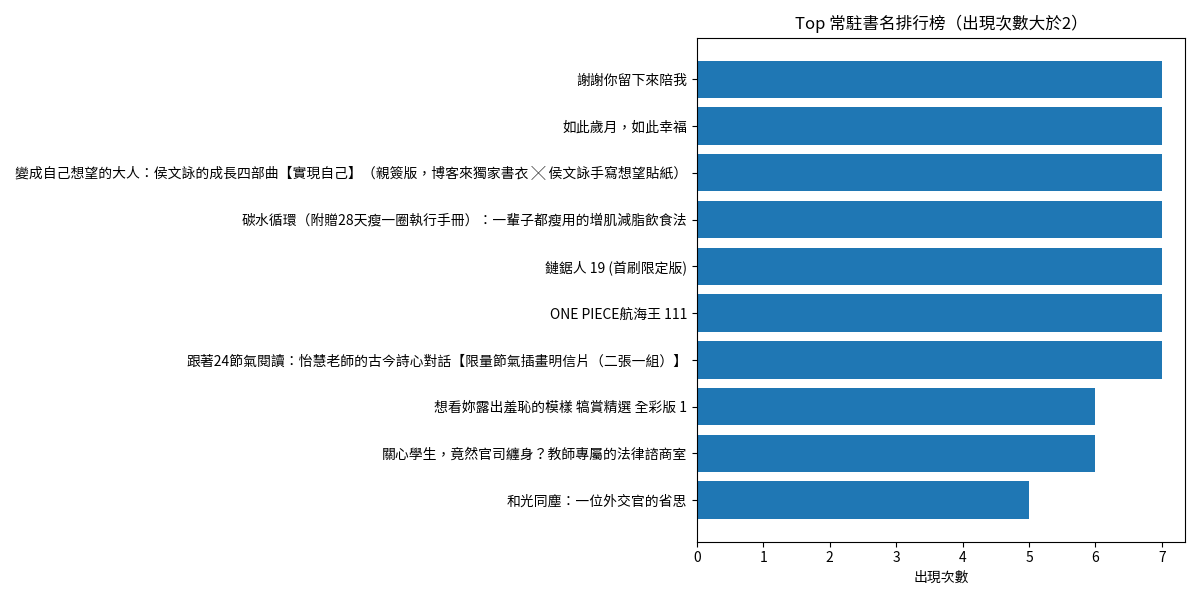 Top 常駐書名排行榜（出現次數大於2）
謝謝你留下來陪我
如此歲月，如此幸福
變成自己想望的大人：侯文詠的成長四部曲【實現自己】（親簽版，博客來獨家書衣 ╳ 侯文詠手寫想望貼紙）
碳水循環（附贈28天瘦一圈執行手冊）：一輩子都瘦用的增肌減脂飲食法
鏈鋸人 19 (首刷限定版)
ONE PIECE航海王 111
跟著24節氣閱讀：怡慧老師的古今詩心對話【限量節氣插畫明信片（二張一組）】
想看妳露出羞恥的模樣 犒賞精選 全彩版 1
關心學生，竟然官司纏身？教師專屬的法律諮商室
和光同塵：一位外交官的省思
0 1 2 3 4 5 6 7
出現次數